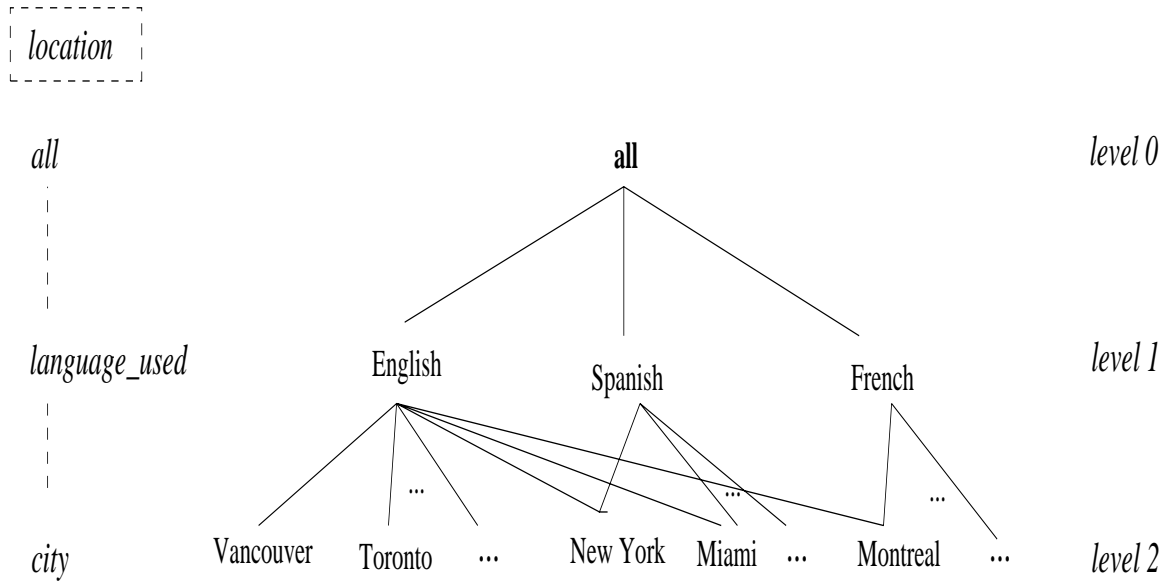 location
all all level 0
language_used English Spanish French level 1
... ... ...
city Vancouver Toronto ... New York Miami ... Montreal ... level 2